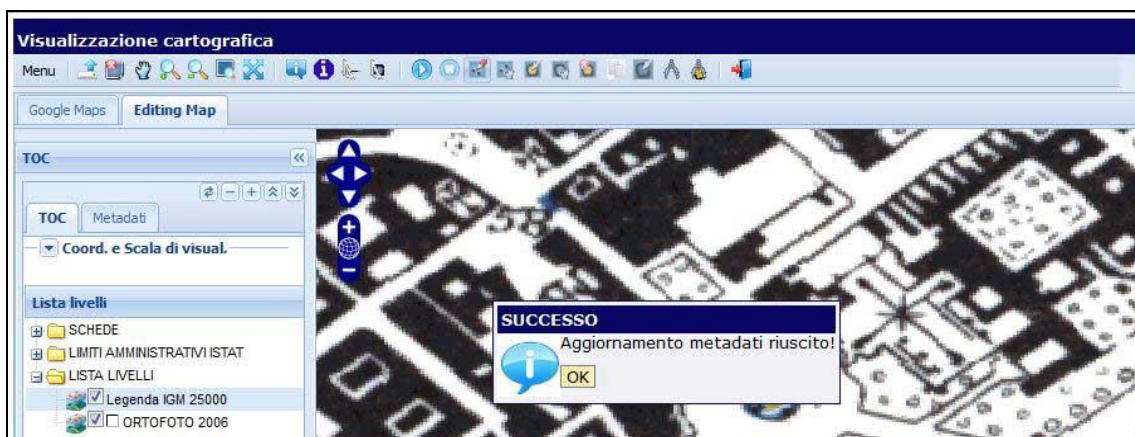 Visualizzazione cartografica
Menu
Google Maps
Editing Map
TOC
TOC
Metadati
Coord. e Scala di visual.
Lista livelli
SCHEDE
LIMITI AMMINISTRATIVI ISTAT
LISTA LIVELLI
Legenda IGM 25000
ORTOFOTO 2006
58
SUCCESSO
Aggiornamento metadati riuscito!
OK